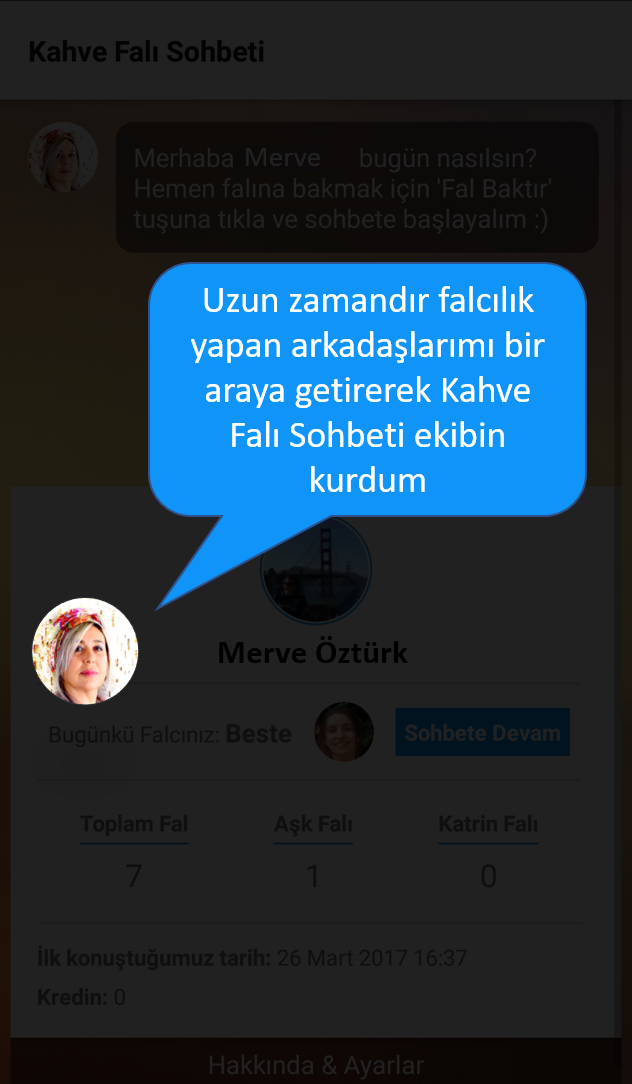 Kahve Falı Sohbeti
Merhaba Merve bugün nasılsın?
Hemen falına bakmak için 'Fal Baktır'
tuşuna tıkla ve sohbete başlayalım :)
Uzun zamandır falcılık
yapan arkadaşlarımı bir
araya getirerek Kahve
Falı Sohbeti ekibin
kurdum
Merve Öztürk
Bugünkü Falcınız: Beste Sohbete Devam
Toplam Fal Aşk Falı Katrin Falı
7 1 0
İlk konuştuğumuz tarih: 26 Mart 2017 16:37
Kredin: 0
Hakkında & Ayarlar